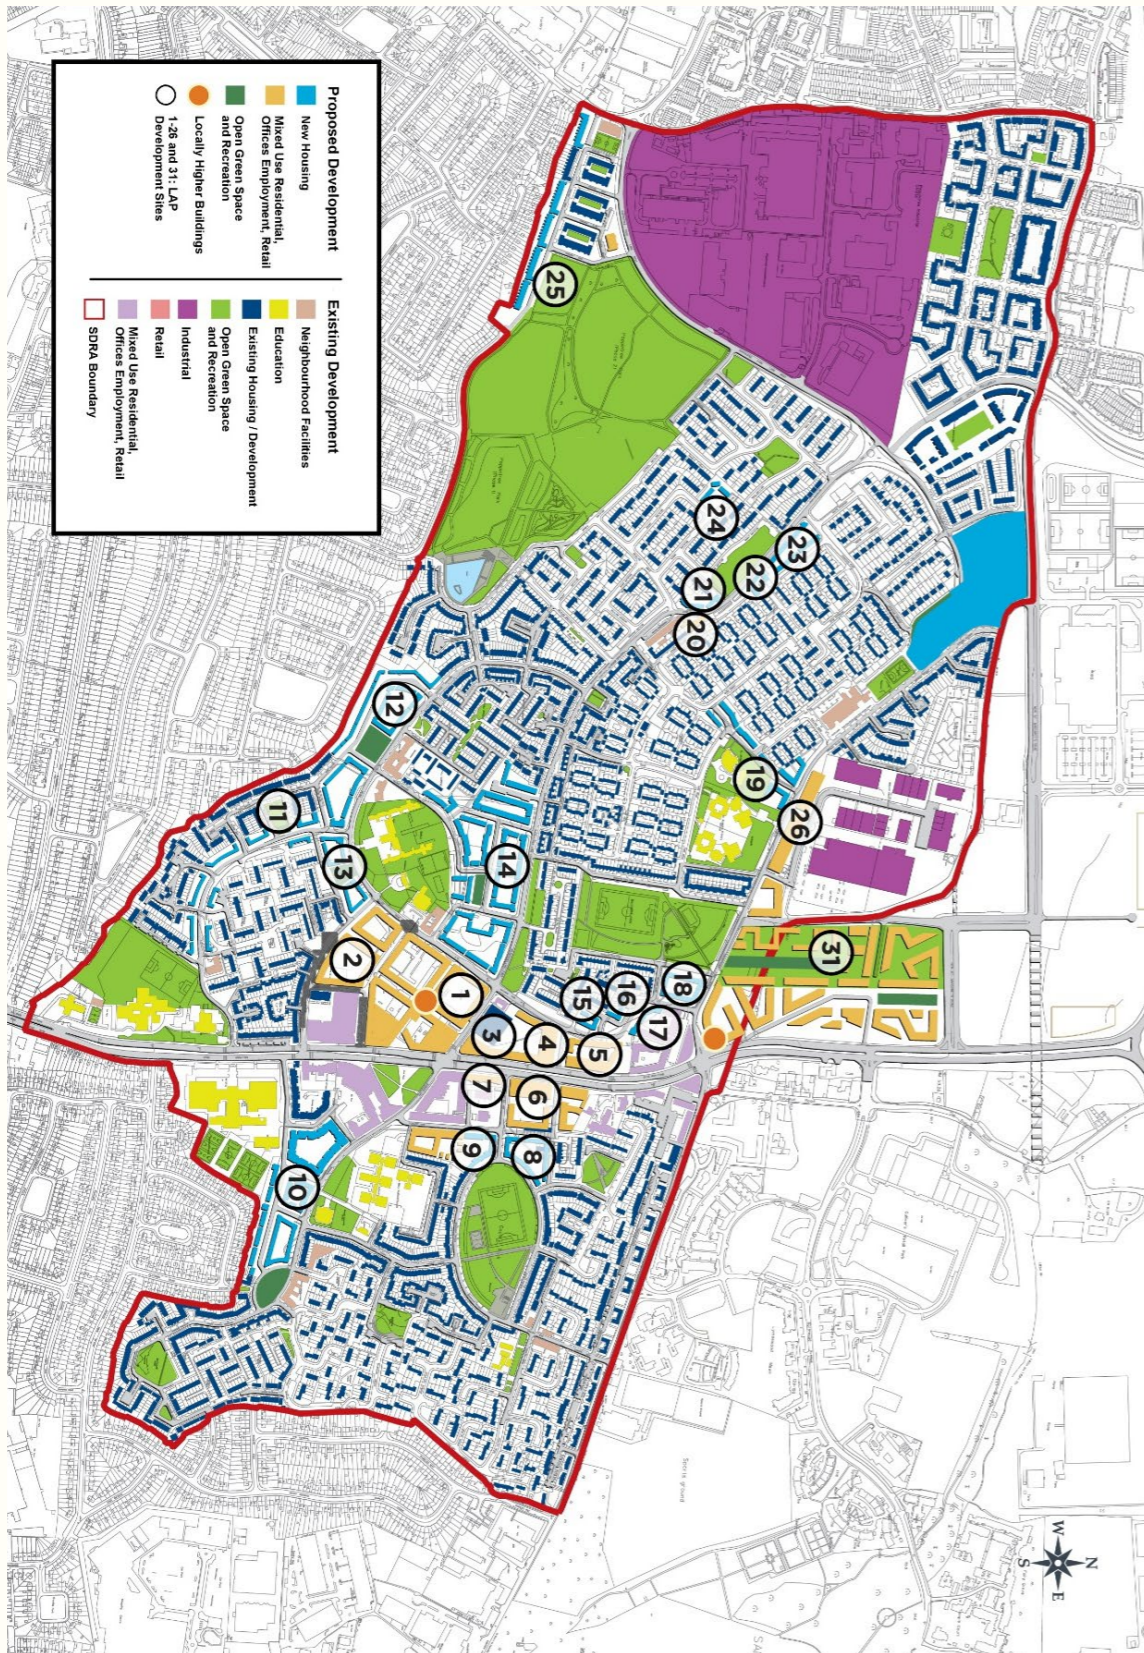 Proposed Development
New Housing
Mixed Use Residential,
Offices Employment, Retail
Open Green Space
and Recreation
Locally Higher Buildings
1-26 and 31: LAP
Development Sites
Existing Development
Neighbourhood Facilities
Education
Existing Housing / Development
Open Green Space
and Recreation
Industrial
Retail
Mixed Use Residential,
Offices Employment, Retail
SDRA Boundary
25
24
23
22
21
20
12
19
26
11
13
14
2
1
3
15
16
18
17
31
4
5
7
6
9
8
10
N
W
E
S